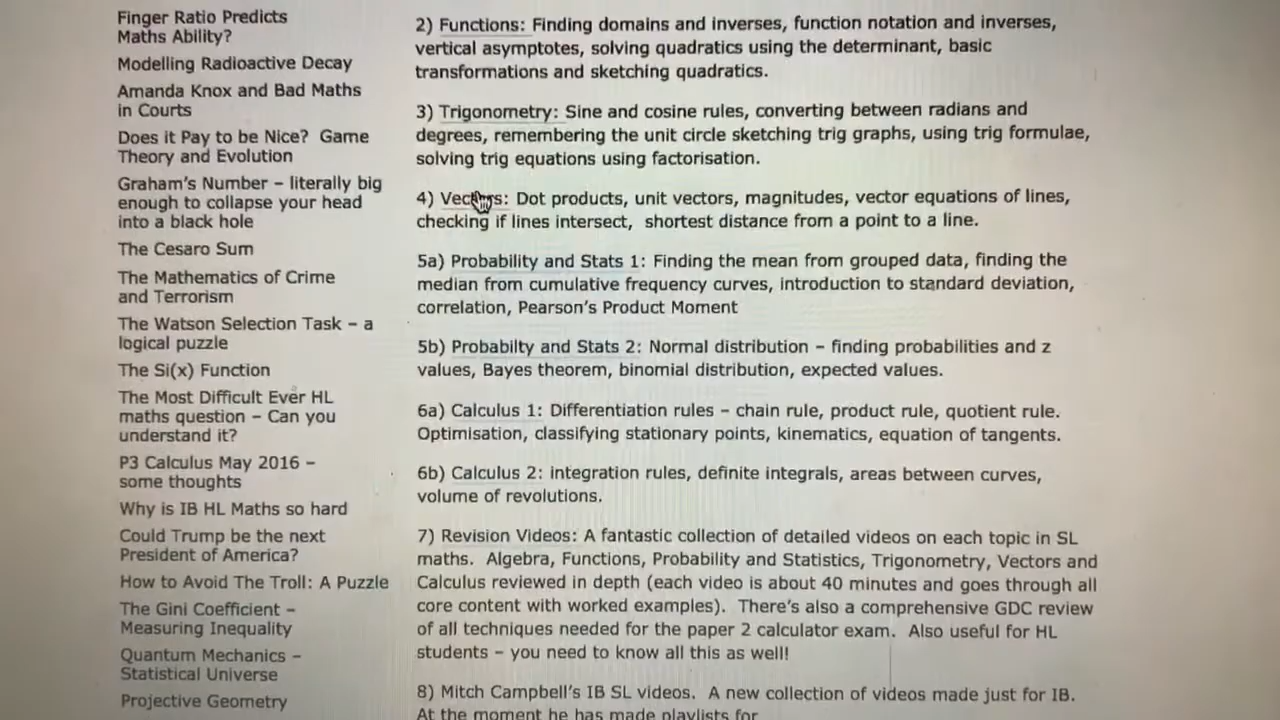 Finger Ratio Predicts
Maths Ability?
Modelling Radioactive Decay
Amanda Knox and Bad Maths
in Courts
Does it Pay to be Nice? Game
Theory and Evolution
Graham's Number – literally big
enough to collapse your head
into a black hole
The Cesaro Sum
The Mathematics of Crime
and Terrorism
The Watson Selection Task – a
logical puzzle
The Si(x) Function
The Most Difficult Ever HL
maths question – Can you
understand it?
P3 Calculus May 2016 –
some thoughts
Why is IB HL Maths so hard
Could Trump be the next
President of America?
How to Avoid The Troll: A Puzzle
The Gini Coefficient –
Measuring Inequality
Quantum Mechanics –
Statistical Universe
Projective Geometry
2) Functions: Finding domains and inverses, function notation and inverses,
vertical asymptotes, solving quadratics using the determinant, basic
transformations and sketching quadratics.
3) Trigonometry: Sine and cosine rules, converting between radians and
degrees, remembering the unit circle sketching trig graphs, using trig formulae,
solving trig equations using factorisation.
4) Vectors: Dot products, unit vectors, magnitudes, vector equations of lines,
checking if lines intersect, shortest distance from a point to a line.
5a) Probability and Stats 1: Finding the mean from grouped data, finding the
median from cumulative frequency curves, introduction to standard deviation,
correlation, Pearson's Product Moment
5b) Probabilty and Stats 2: Normal distribution – finding probabilities and z
values, Bayes theorem, binomial distribution, expected values.
6a) Calculus 1: Differentiation rules – chain rule, product rule, quotient rule.
Optimisation, classifying stationary points, kinematics, equation of tangents.
6b) Calculus 2: integration rules, definite integrals, areas between curves,
volume of revolutions.
7) Revision Videos: A fantastic collection of detailed videos on each topic in SL
maths. Algebra, Functions, Probability and Statistics, Trigonometry, Vectors and
Calculus reviewed in depth (each video is about 40 minutes and goes through all
core content with worked examples). There's also a comprehensive GDC review
of all techniques needed for the paper 2 calculator exam. Also useful for HL
students – you need to know all this as well!
8) Mitch Campbell's IB SL videos. A new collection of videos made just for IB.
At the moment he has made playlists for